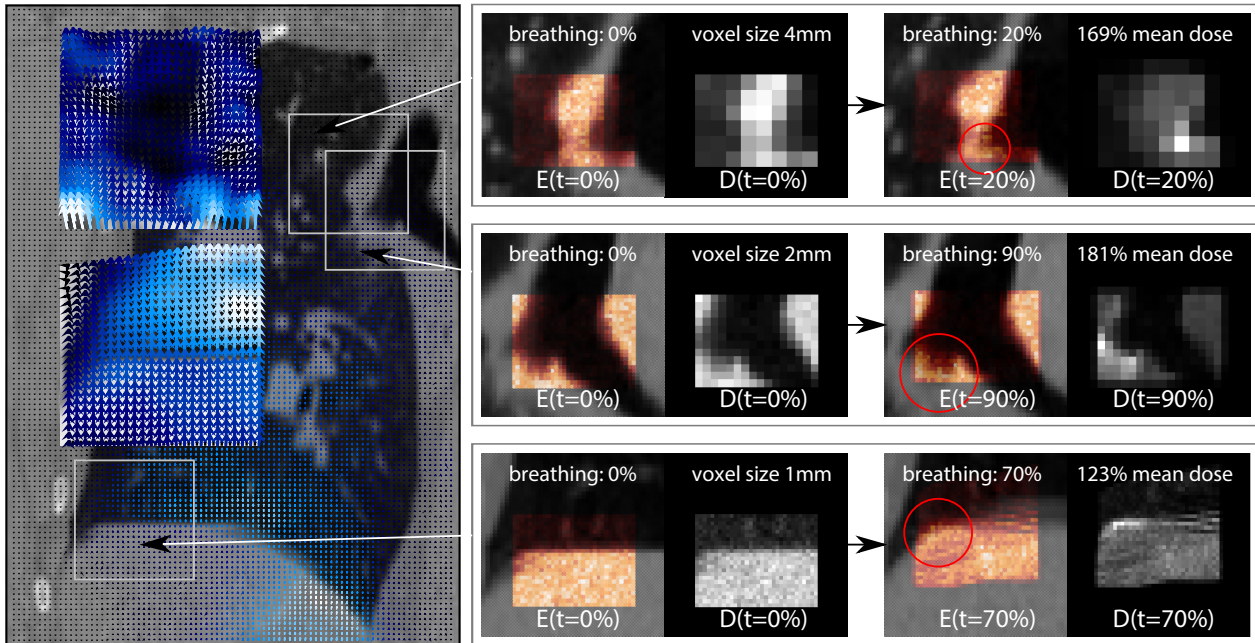 breathing: 0%
voxel size 4mm
breathing: 20%
169% mean dose
E(t=0%)
D(t=0%)
E(t=20%)
D(t=20%)
breathing: 0%
voxel size 2mm
breathing: 90%
181% mean dose
E(t=0%)
D(t=0%)
E(t=90%)
D(t=90%)
breathing: 0%
voxel size 1mm
breathing: 70%
123% mean dose
E(t=0%)
D(t=0%)
E(t=70%)
D(t=70%)